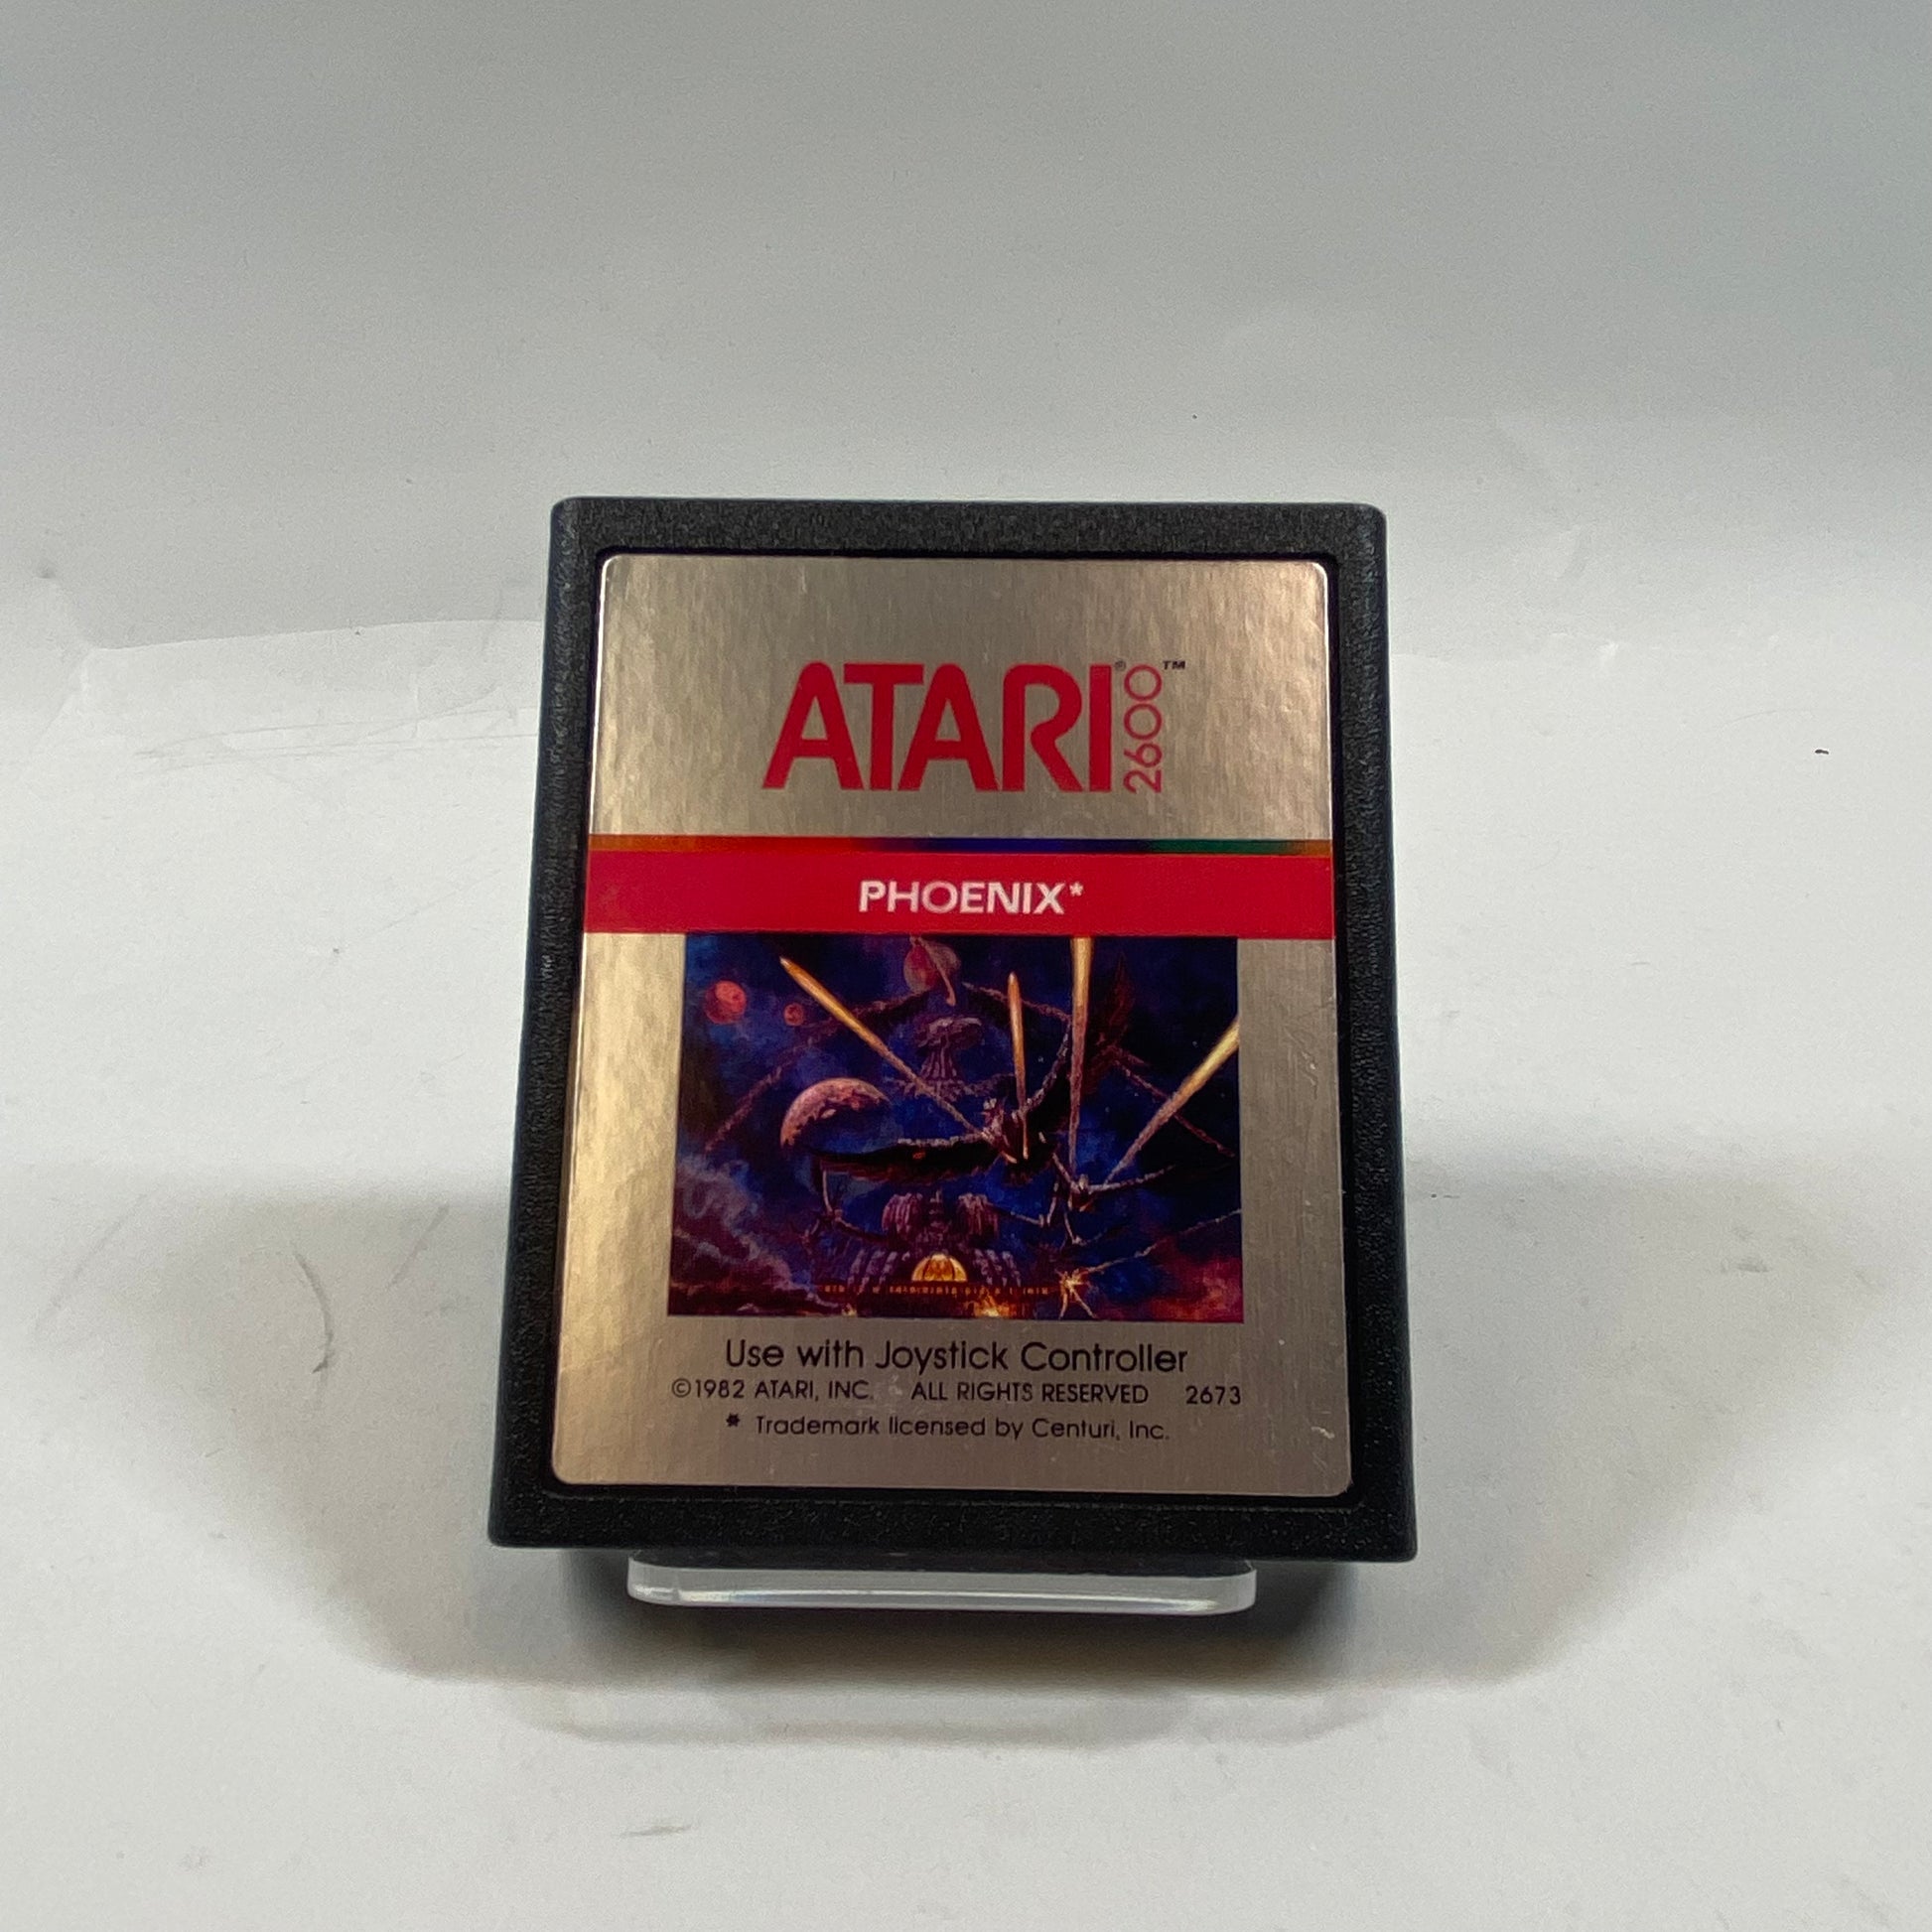 ATARI® 2600™
PHOENIX*
Use with Joystick Controller
©1982 ATARI, INC. ALL RIGHTS RESERVED 2673
* Trademark licensed by Centuri, Inc.